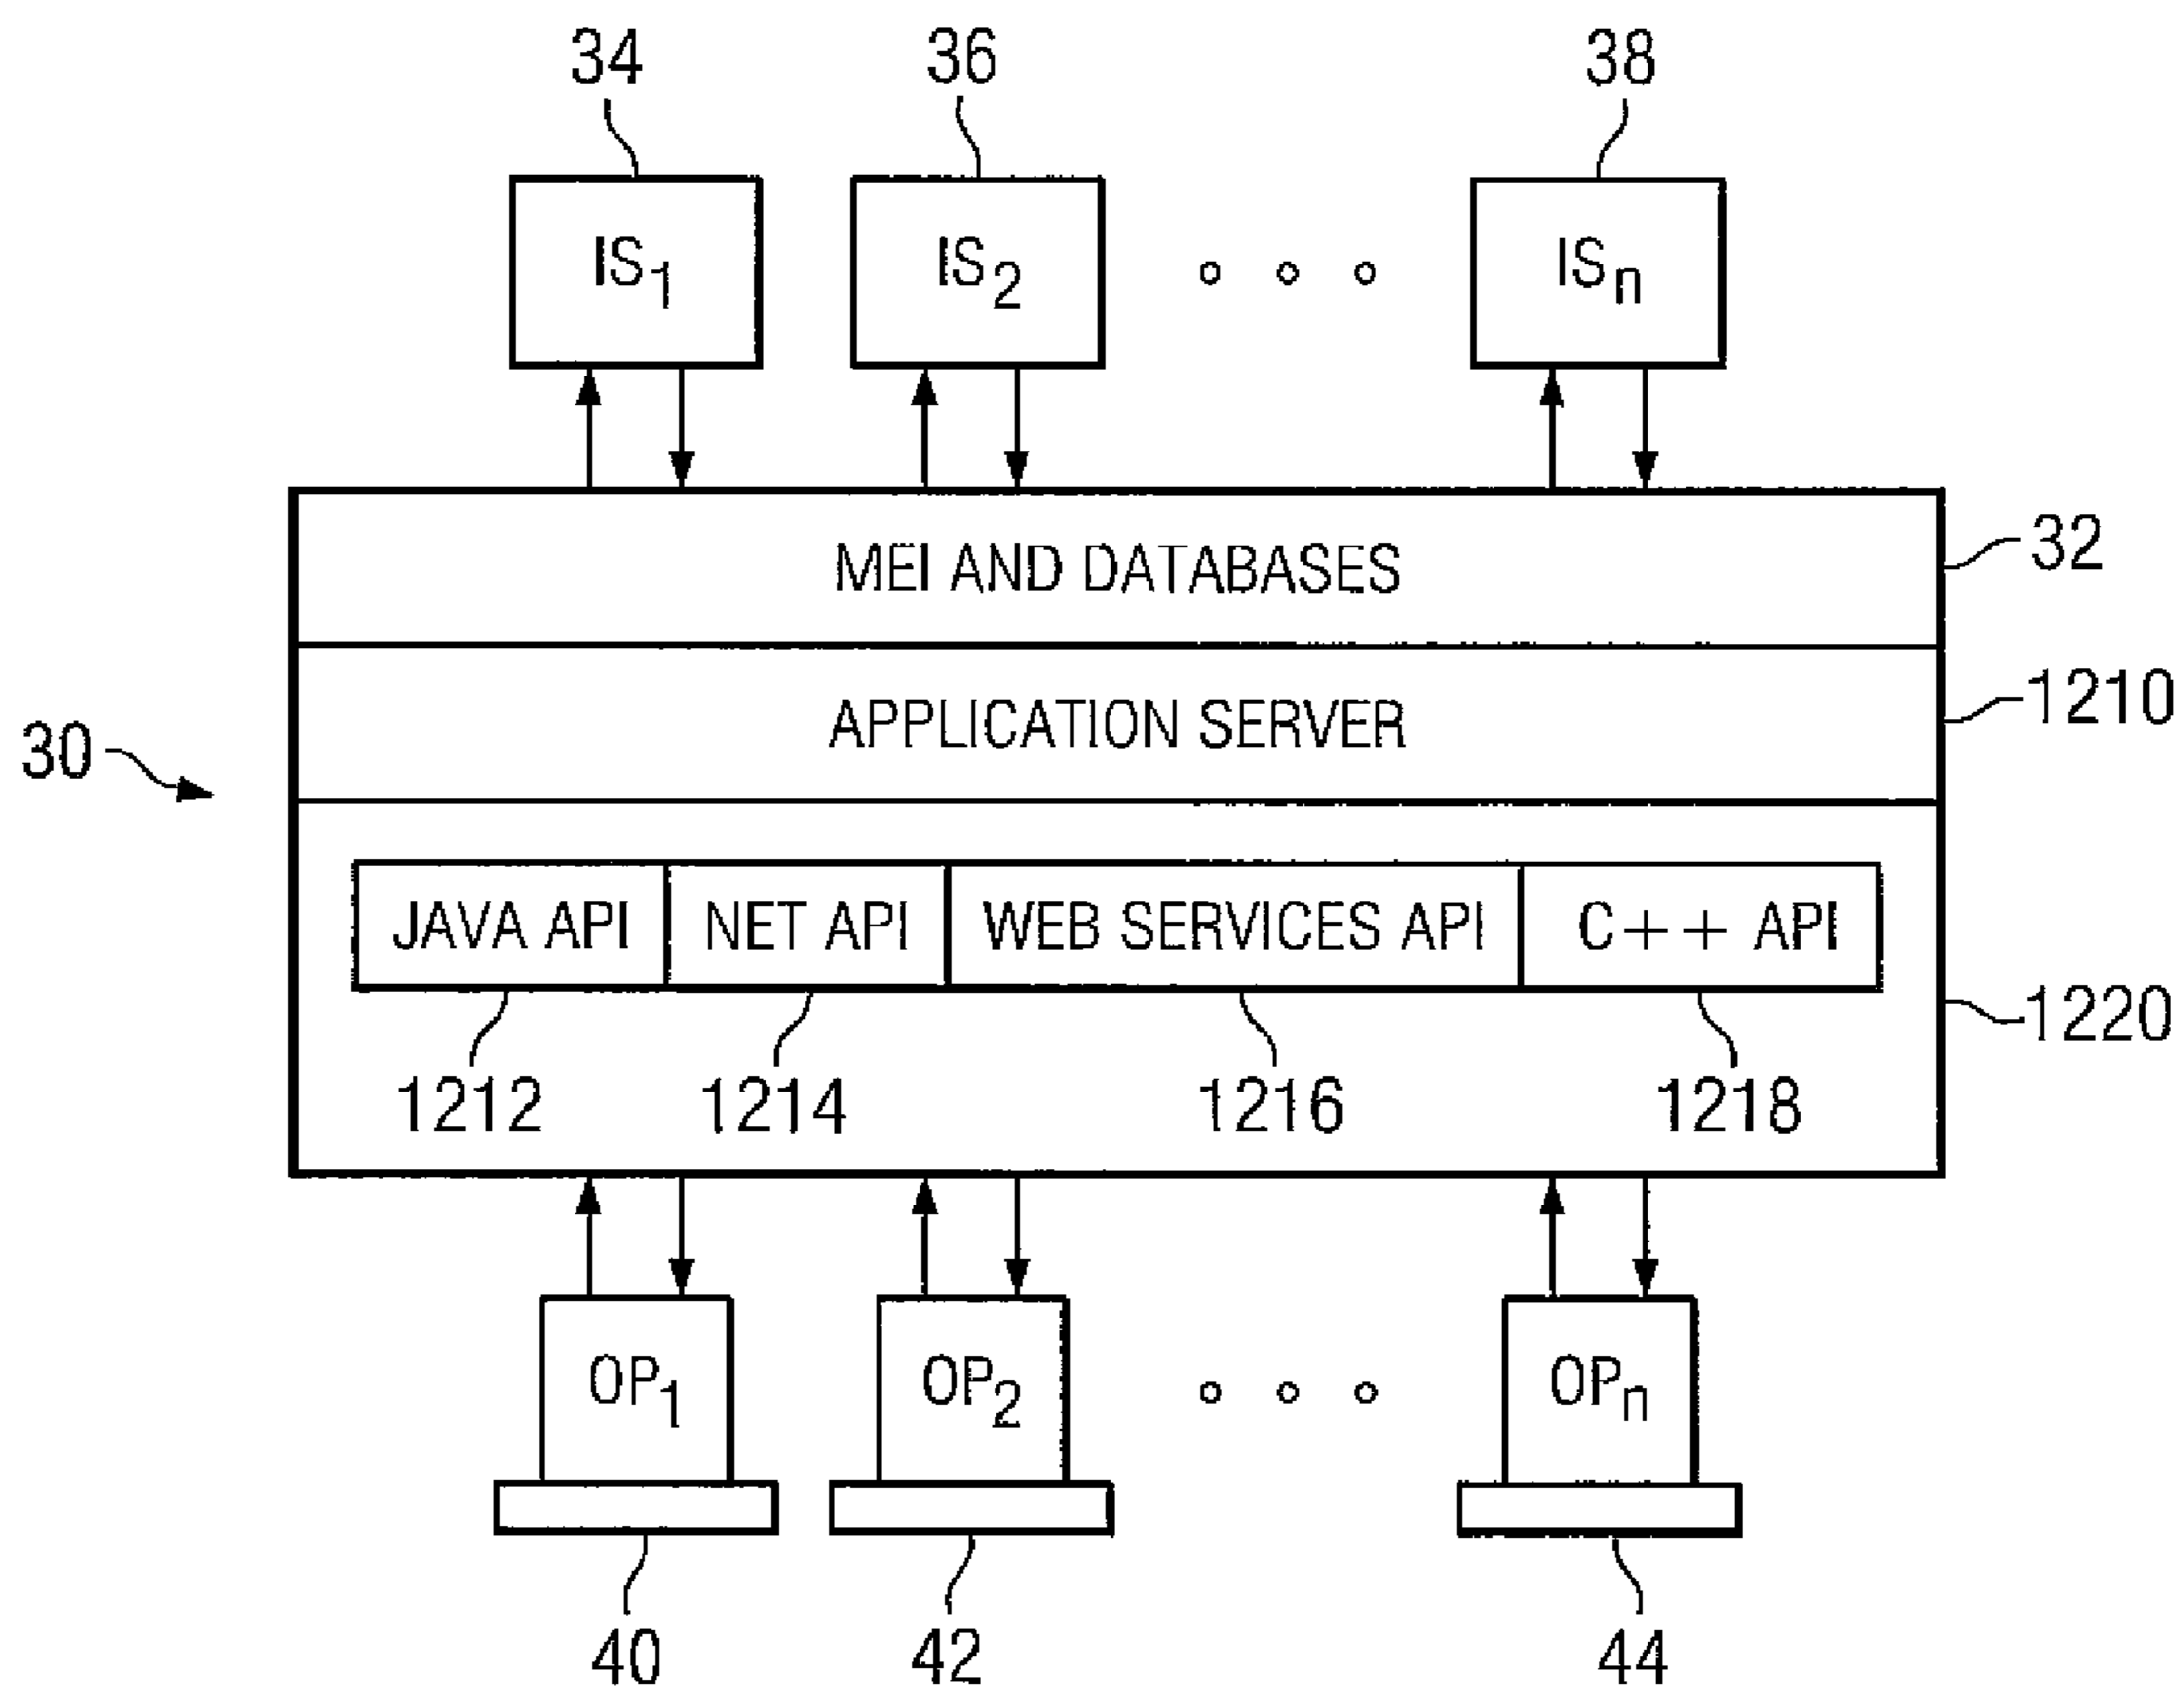 34 36 38
IS1 IS2 ISn
MEI AND DATABASES 32
APPLICATION SERVER 1210
30
JAVA API NET API WEB SERVICES API C++ API
1220
1212 1214 1216 1218
OP1 OP2 OPn
40 42 44